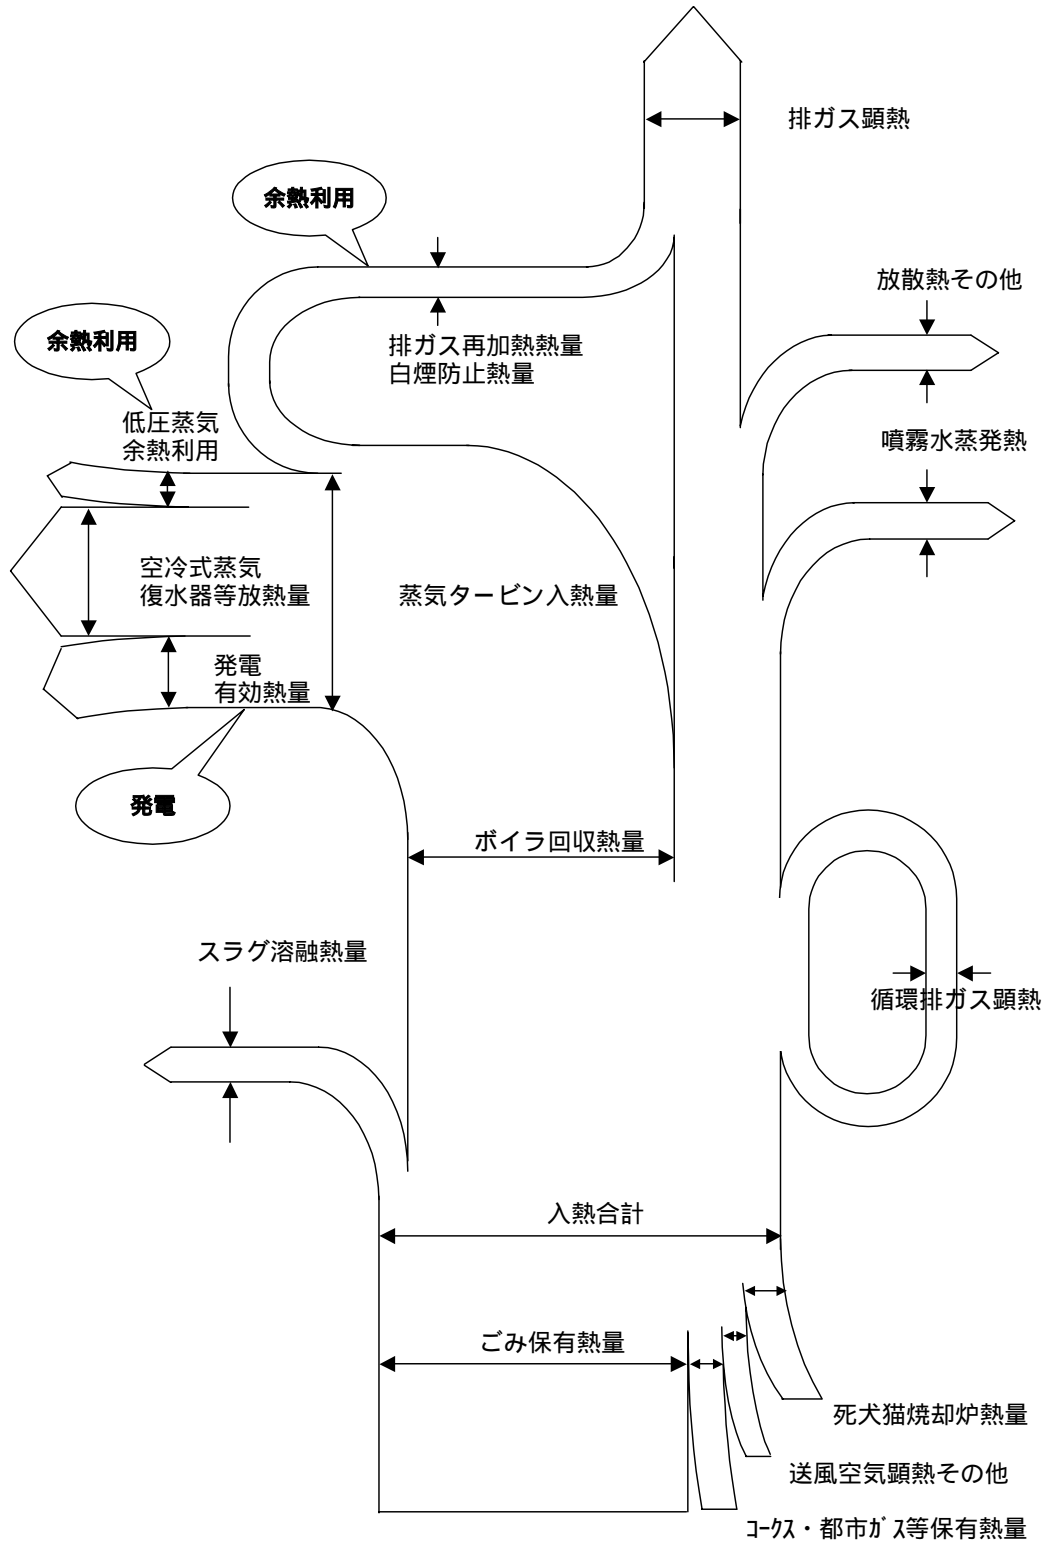 排ガス顕熱
余熱利用
放散熱その他
余熱利用
排ガス再加熱熱量
白煙防止熱量
低圧蒸気
余熱利用
噴霧水蒸発熱
空冷式蒸気
復水器等放熱量
蒸気タービン入熱量
発電
有効熱量
発電
ボイラ回収熱量
スラグ溶融熱量
循環排ガス顕熱
入熱合計
ごみ保有熱量
死犬猫焼却炉熱量
送風空気顕熱その他
コークス・都市ガス等保有熱量